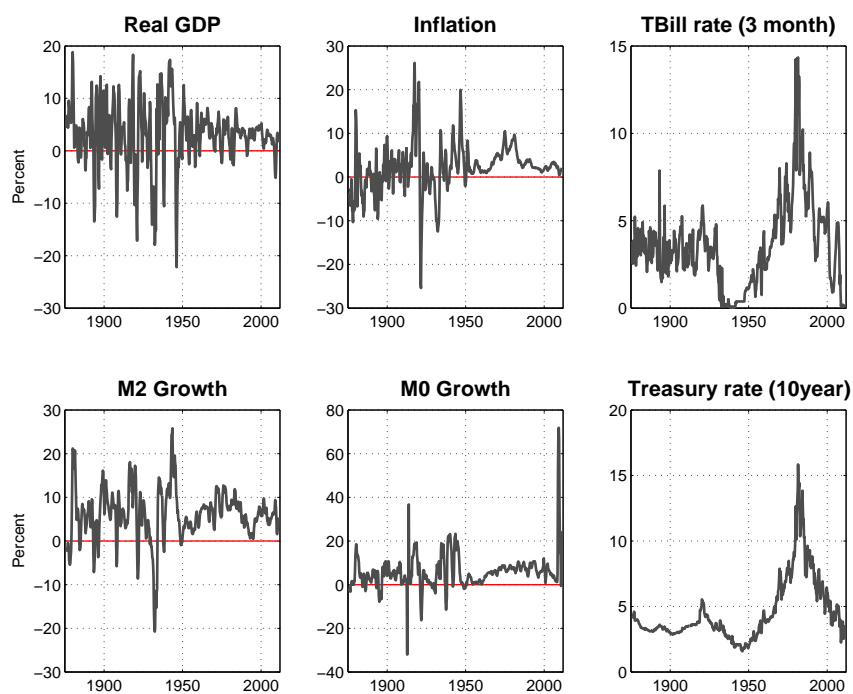 Real GDP
Inflation
TBill rate (3 month)
Percent
20
10
0
−10
−20
−30
1900 1950 2000
30
20
10
0
−10
−20
−30
1900 1950 2000
15
10
5
0
1900 1950 2000
M2 Growth
M0 Growth
Treasury rate (10year)
Percent
30
20
10
0
−10
−20
−30
1900 1950 2000
80
60
40
20
0
−20
−40
1900 1950 2000
20
15
10
5
0
1900 1950 2000